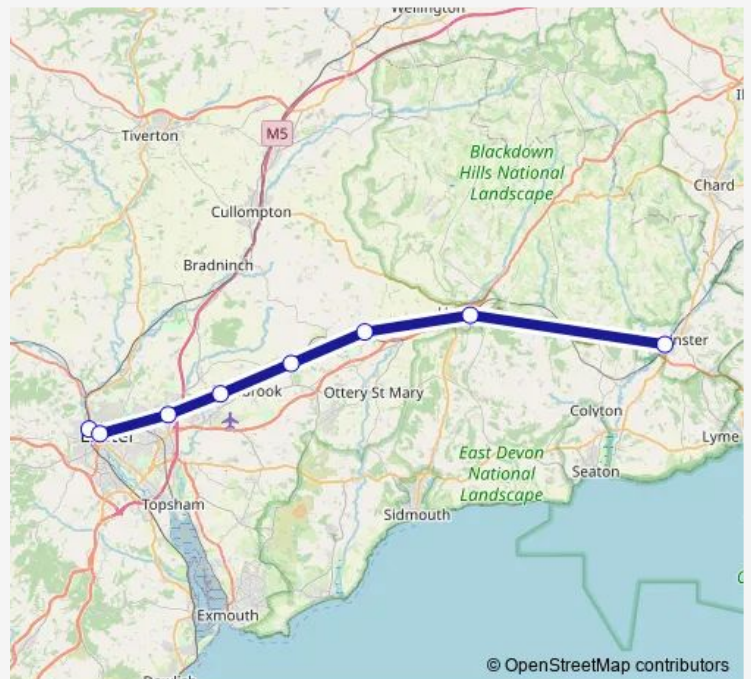 Wellington
Tiverton
M5
Blackdown
Hills National
Landscape
Chard
Cullompton
Bradninch
nster
Ottery St Mary
Colyton
Lyme
East Devon
National
Landscape
Seaton
Topsham
Sidmouth
Exmouth
© OpenStreetMap contributors